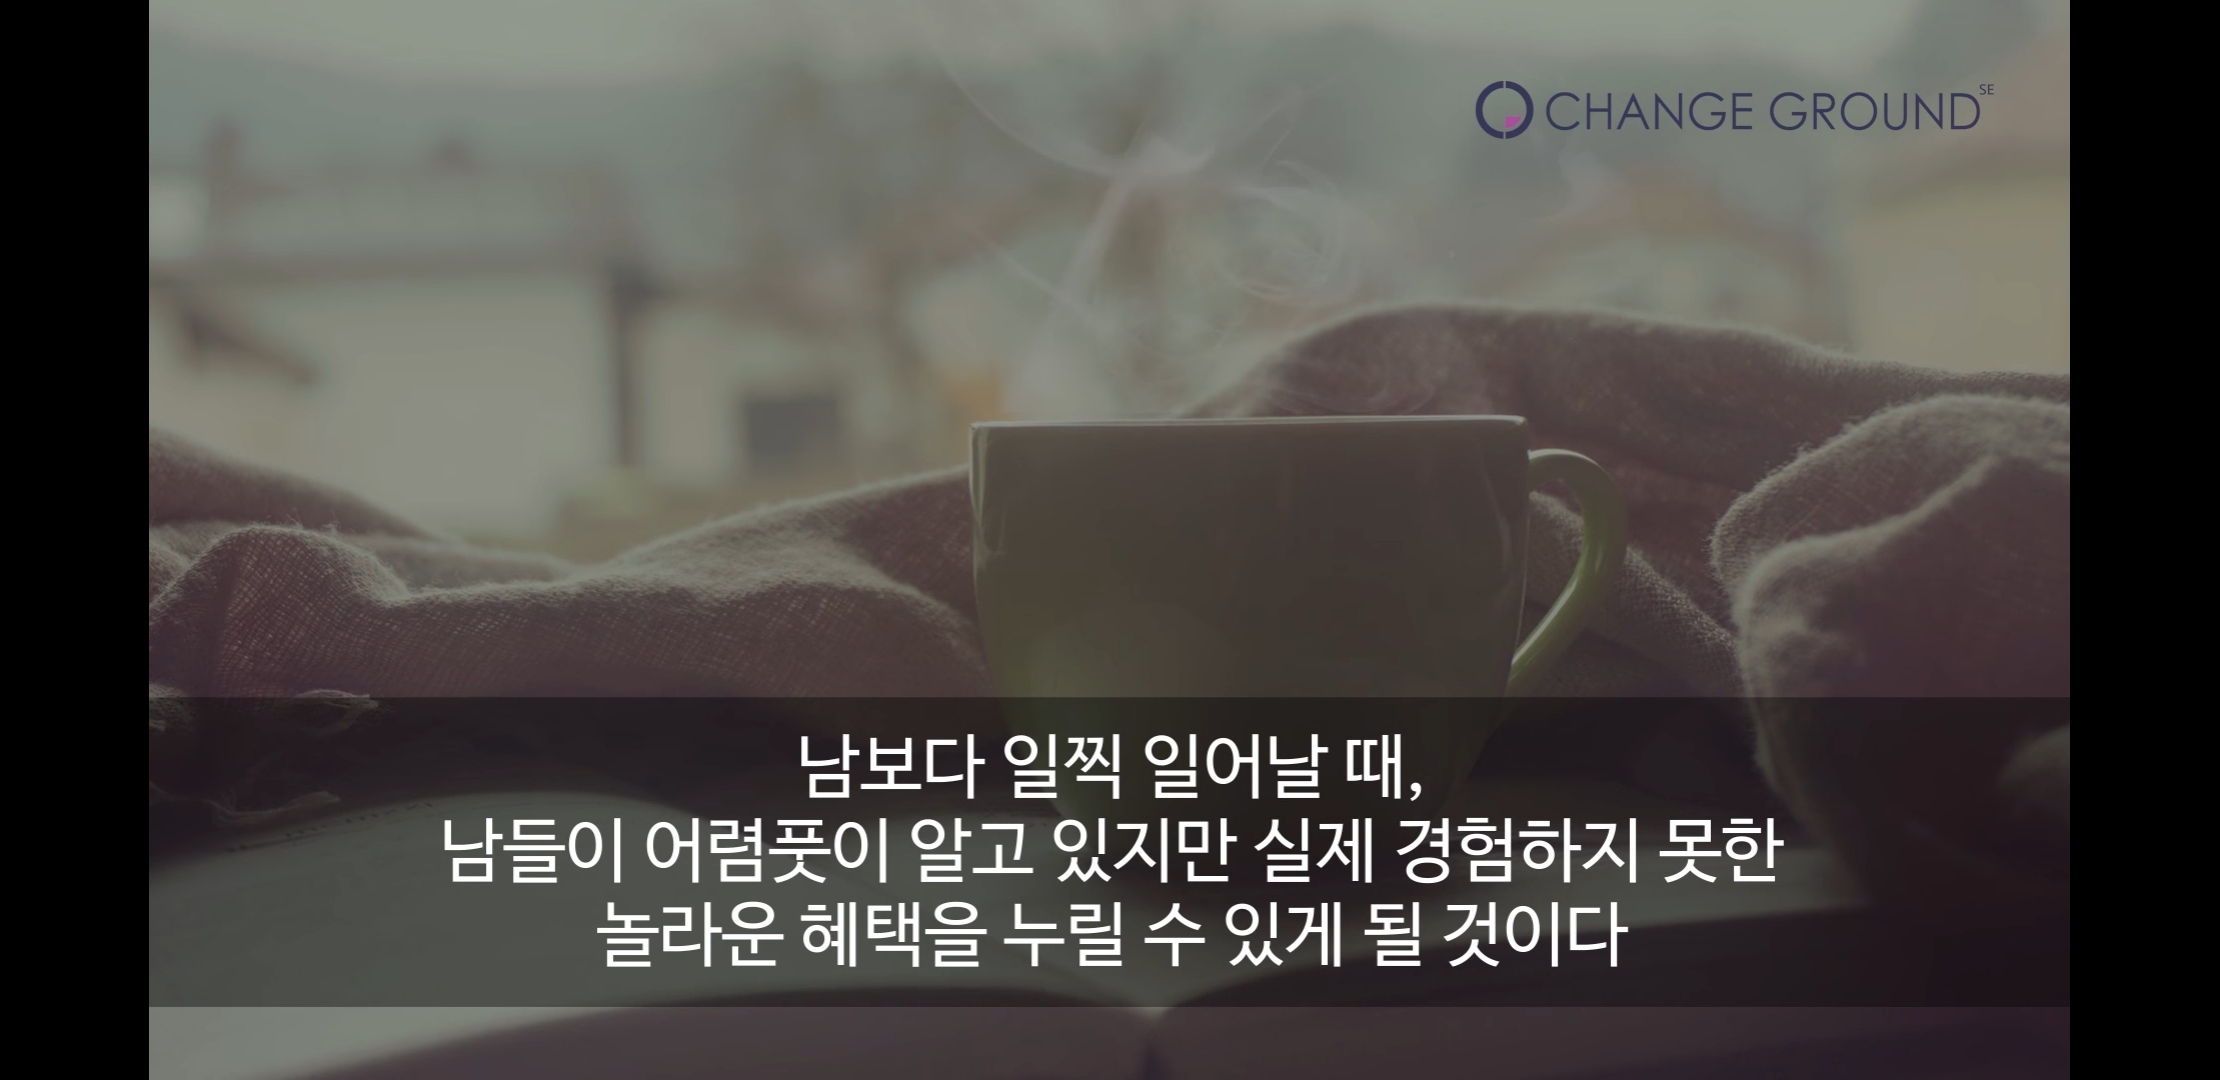 CHANGE GROUND SE
남보다 일찍 일어날 때,
남들이 어렴풋이 알고 있지만 실제 경험하지 못한
놀라운 혜택을 누릴 수 있게 될 것이다